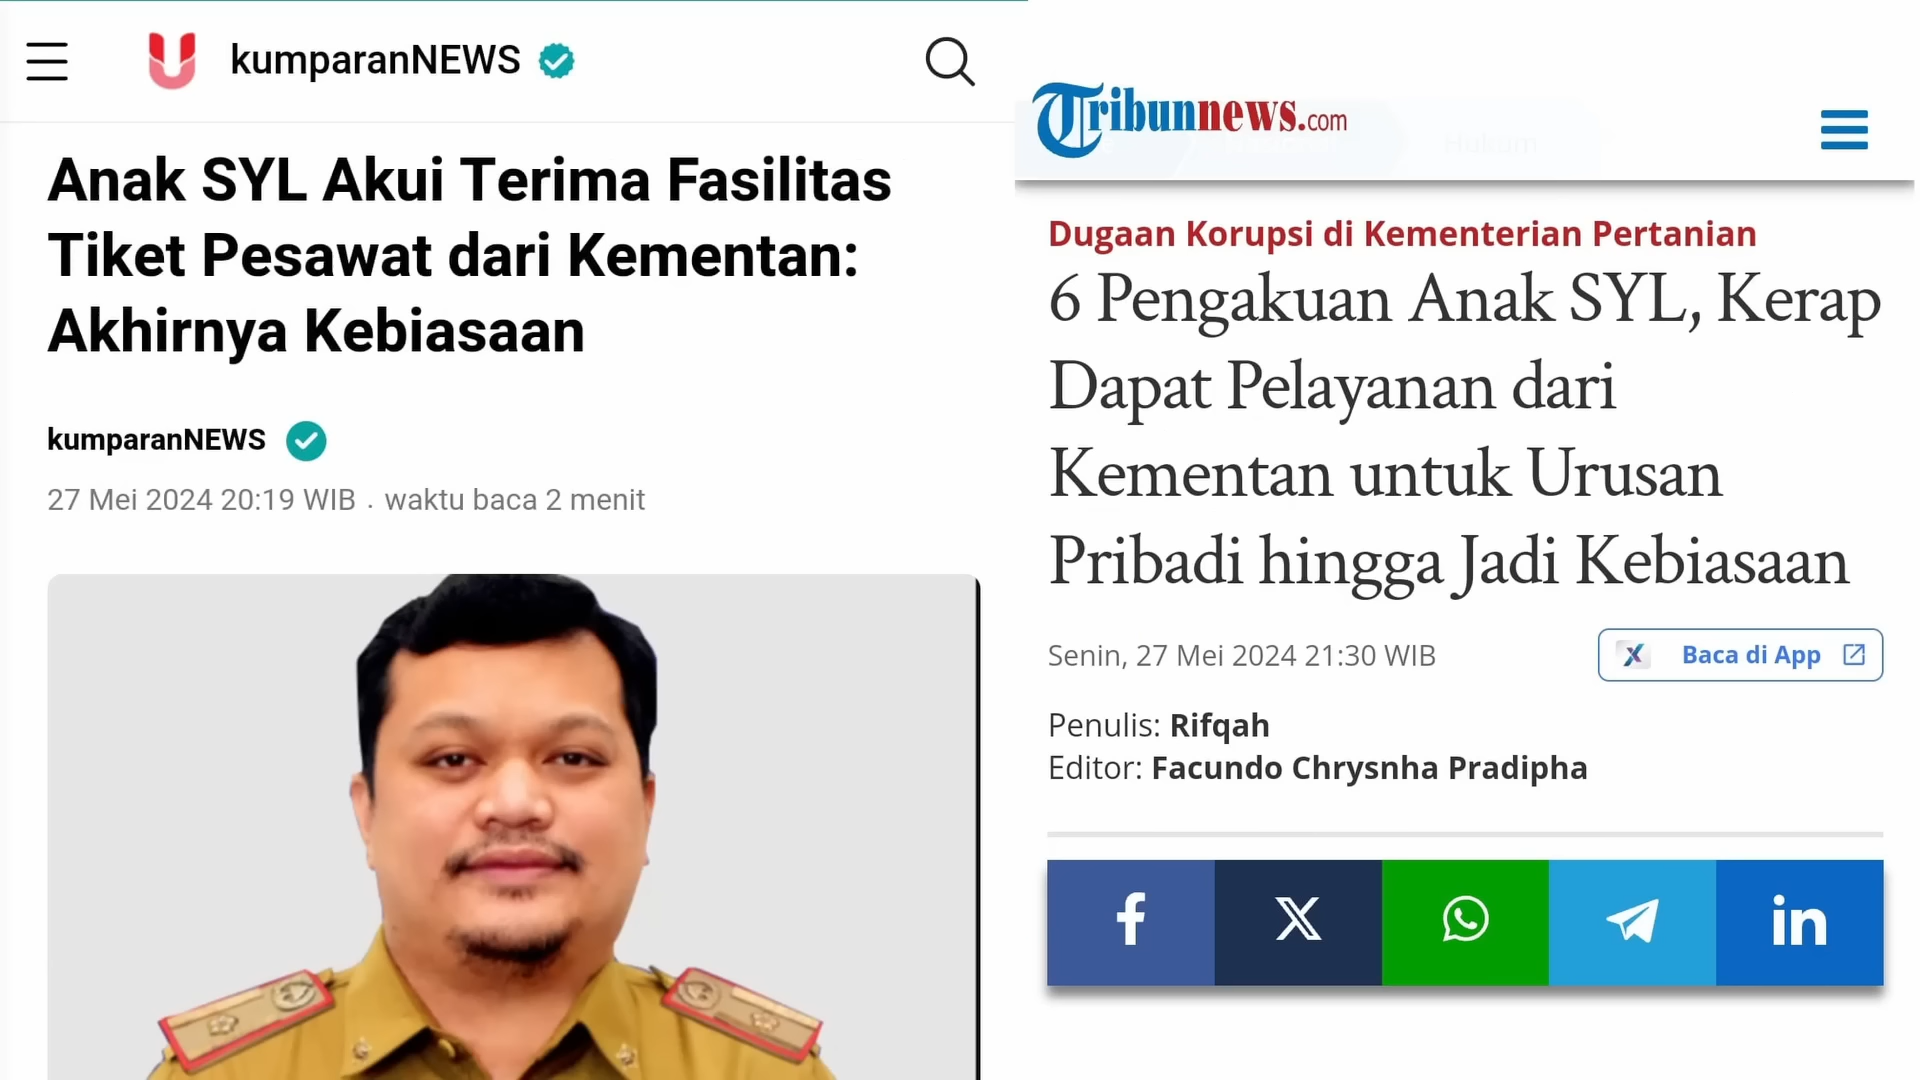 kumparanNEWS
Anak SYL Akui Terima Fasilitas
Tiket Pesawat dari Kementan:
Akhirnya Kebiasaan
kumparanNEWS
27 Mei 2024 20:19 WIB . waktu baca 2 menit
Tribunnews.com
Hukum
Dugaan Korupsi di Kementerian Pertanian
6 Pengakuan Anak SYL, Kerap
Dapat Pelayanan dari
Kementan untuk Urusan
Pribadi hingga Jadi Kebiasaan
Senin, 27 Mei 2024 21:30 WIB
Baca di App
Penulis: Rifqah
Editor: Facundo Chrysnha Pradipha